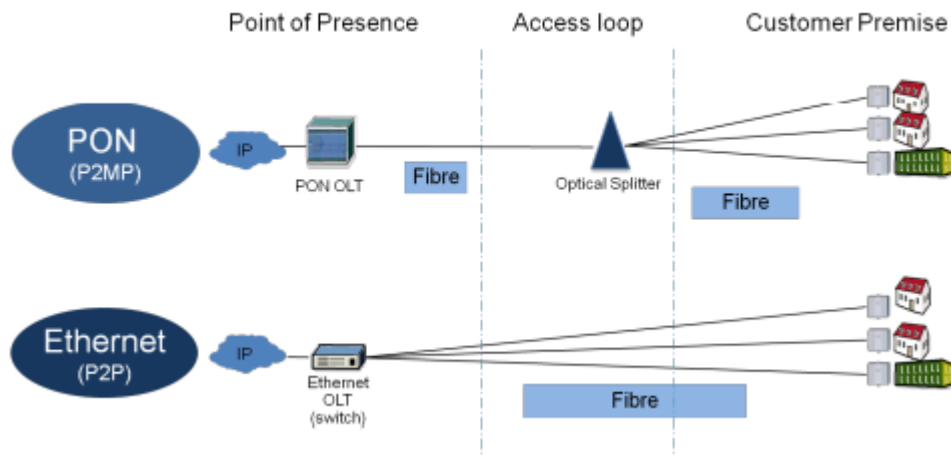 Point of Presence
Access loop
Customer Premise
PON
(P2MP)
IP
PON OLT
Fibre
Optical Splitter
Fibre
Ethernet
(P2P)
IP
Ethernet
OLT
(switch)
Fibre